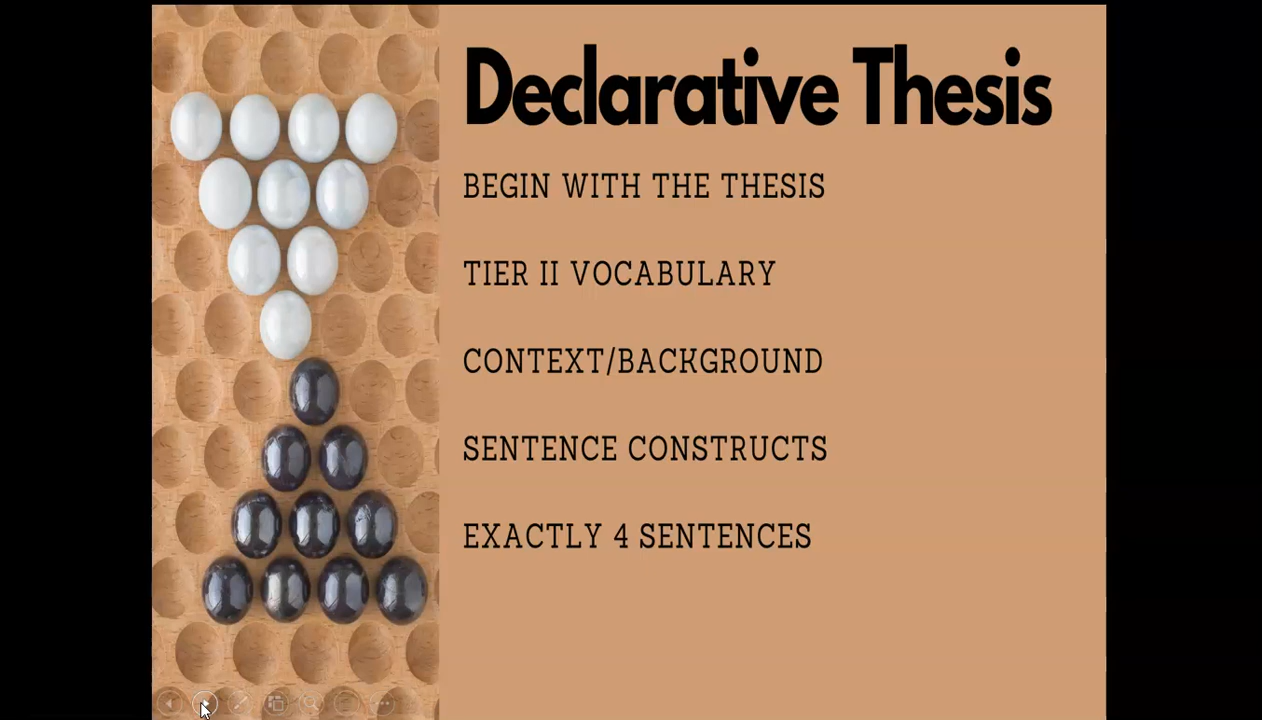 Declarative Thesis
BEGIN WITH THE THESIS
TIER II VOCABULARY
CONTEXT/BACKGROUND
SENTENCE CONSTRUCTS
EXACTLY 4 SENTENCES